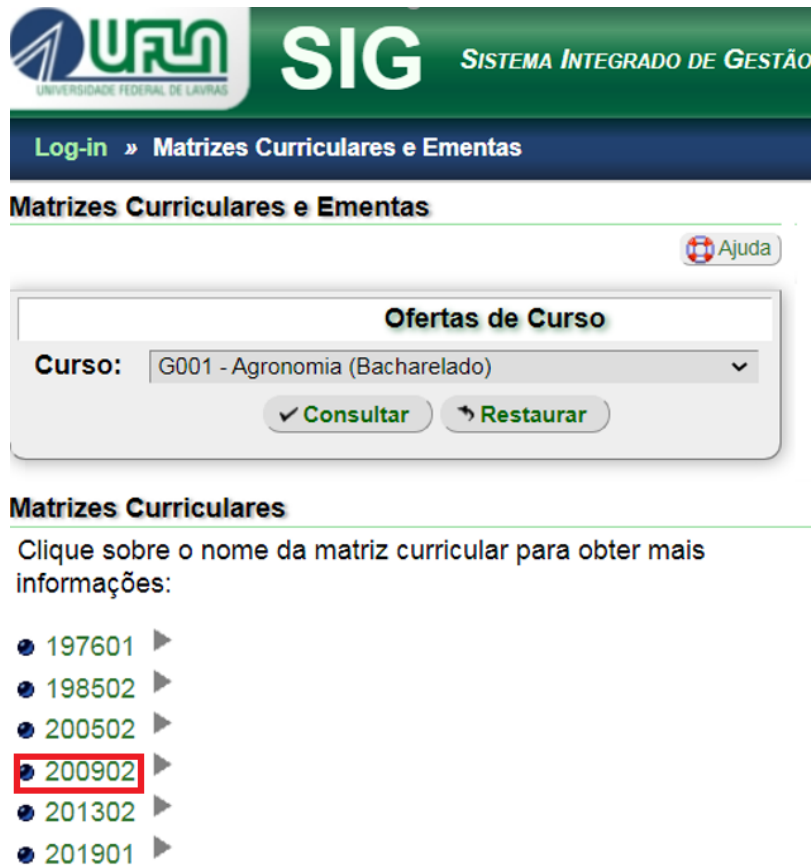 UFLA
UNIVERSIDADE FEDERAL DE LAVRAS
SIG
SISTEMA INTEGRADO DE GESTÃO
Log-in » Matrizes Curriculares e Ementas
Matrizes Curriculares e Ementas
Ajuda
Ofertas de Curso
Curso: G001 - Agronomia (Bacharelado)
Consultar Restaurar
Matrizes Curriculares
Clique sobre o nome da matriz curricular para obter mais
informações:
197601
198502
200502
200902
201302
201901